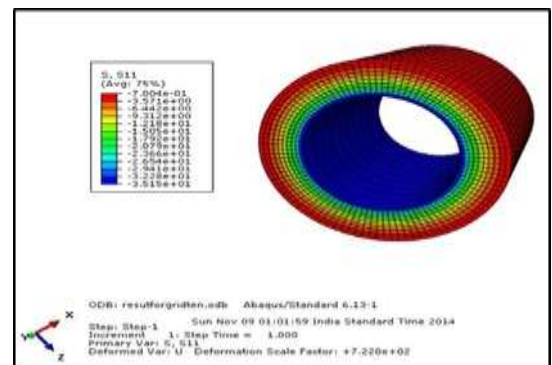 S, S11
(Avg: 75%)
-7.004e-01
-3.571e+00
-6.442e+00
-9.312e+00
-1.218e+01
-1.505e+01
-1.792e+01
-2.079e+01
-2.366e+01
-2.654e+01
-2.941e+01
-3.228e+01
-3.515e+01
ODB: resultforgridten.odb Abaqus/Standard 6.13-1
Sun Nov 09 01:01:59 India Standard Time 2014
Step: Step-1
Increment 1: Step Time = 1.000
Primary Var: S, S11
Deformed Var: U Deformation Scale Factor: +7.220e+02
X
Y
Z